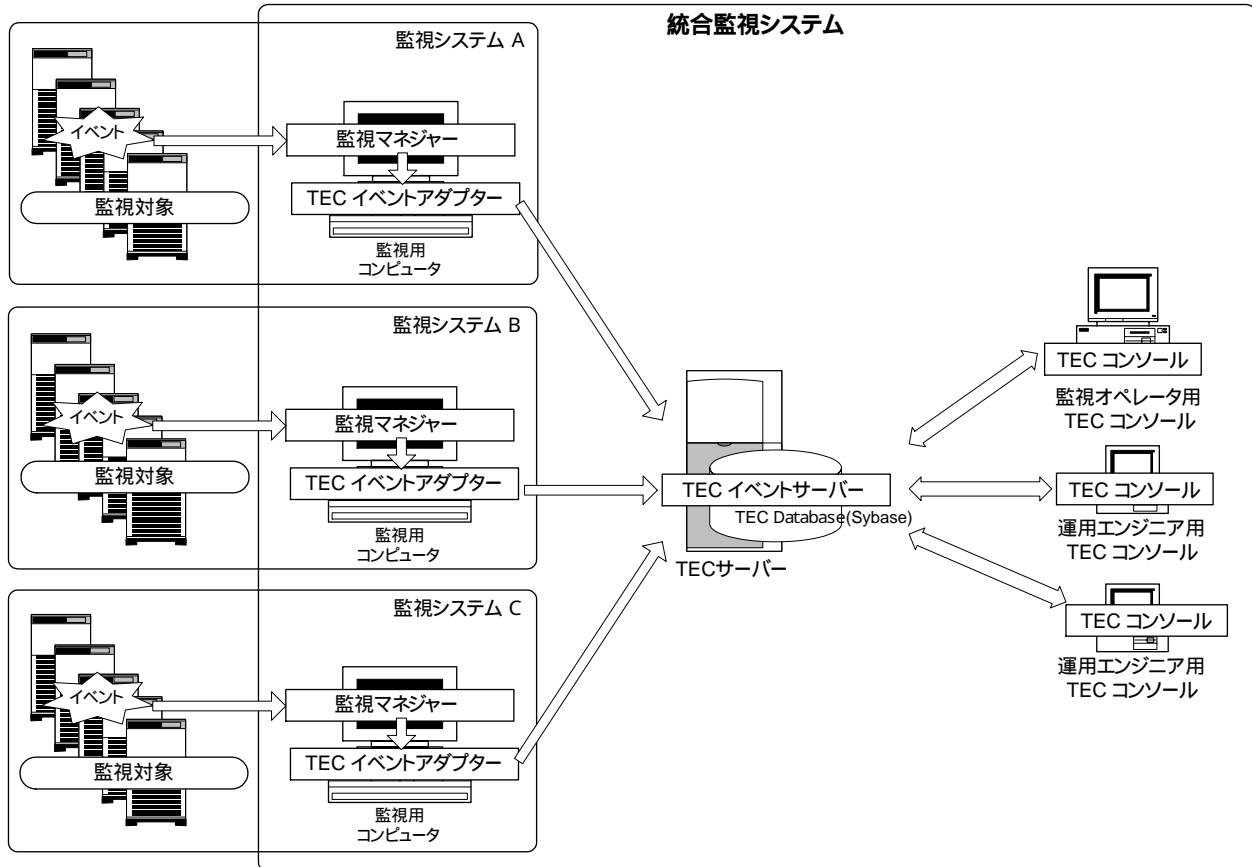 統合監視システム
監視システム A
イベント
監視対象
監視マネジャー
TEC イベントアダプター
監視用
コンピュータ
監視システム B
イベント
監視対象
監視マネジャー
TEC イベントアダプター
監視用
コンピュータ
監視システム C
イベント
監視対象
監視マネジャー
TEC イベントアダプター
監視用
コンピュータ
TEC イベントサーバー
TEC Database(Sybase)
TECサーバー
TEC コンソール
監視オペレータ用
TEC コンソール
TEC コンソール
運用エンジニア用
TEC コンソール
TEC コンソール
運用エンジニア用
TEC コンソール